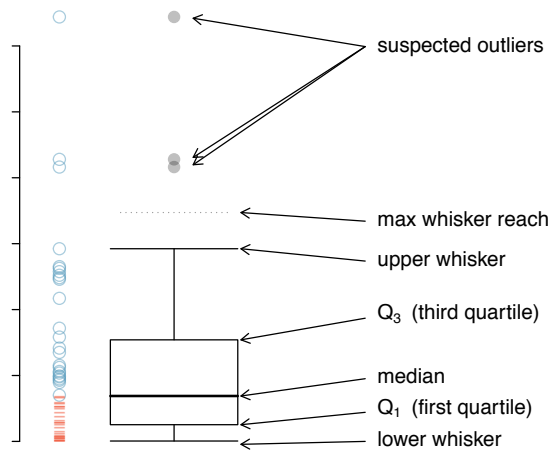 suspected outliers
max whisker reach
upper whisker
Q₃ (third quartile)
median
Q₁ (first quartile)
lower whisker